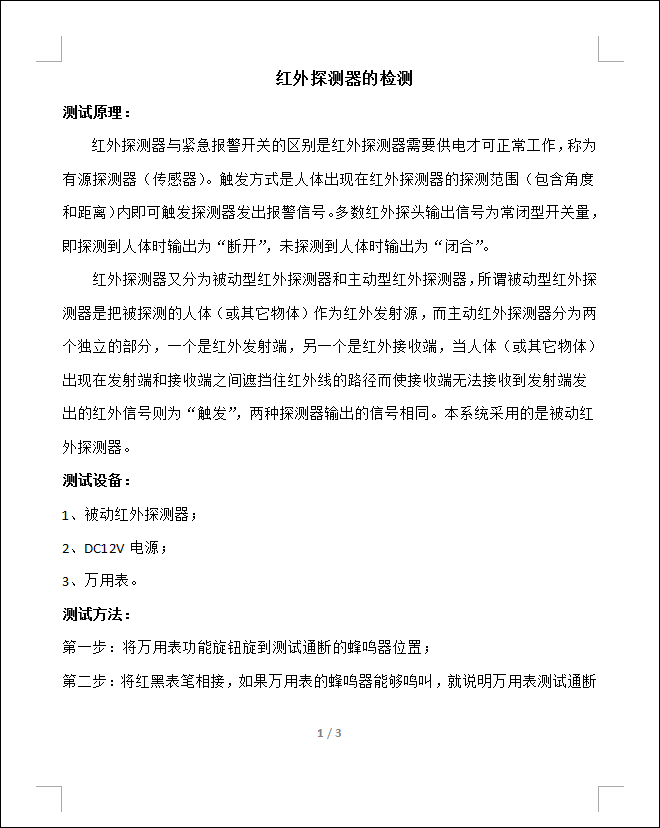 红外探测器的检测
测试原理：
红外探测器与紧急报警开关的区别是红外探测器需要供电才可正常工作，称为
有源探测器（传感器）。触发方式是人体出现在红外探测器的探测范围（包含角度
和距离）内即可触发探测器发出报警信号。多数红外探头输出信号为常闭型开关量，
即探测到人体时输出为“断开”，未探测到人体时输出为“闭合”。
红外探测器又分为被动型红外探测器和主动型红外探测器，所谓被动型红外探
测器是把被探测的人体（或其它物体）作为红外发射源，而主动红外探测器分为两
个独立的部分，一个是红外发射端，另一个是红外接收端，当人体（或其它物体）
出现在发射端和接收端之间遮挡住红外线的路径而使接收端无法接收到发射端发
出的红外信号则为“触发”，两种探测器输出的信号相同。本系统采用的是被动红
外探测器。
测试设备：
1、被动红外探测器；
2、DC12V 电源；
3、万用表。
测试方法：
第一步：将万用表功能旋钮旋到测试通断的蜂鸣器位置；
第二步：将红黑表笔相接，如果万用表的蜂鸣器能够鸣叫，就说明万用表测试通断
1 / 3